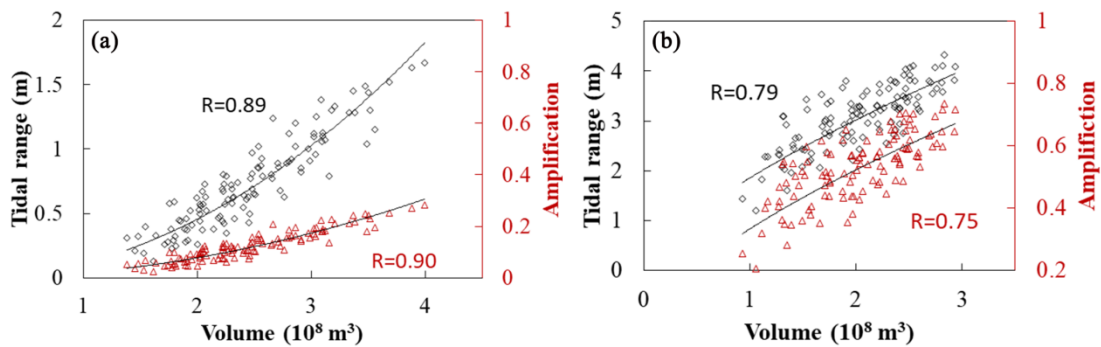 (a)
Tidal range (m)
2
1.5
1
0.5
0
R=0.89
R=0.90
1
0.8
0.6
0.4
0.2
0
Amplification
1
2
3
4
Volume (10⁸ m³)
(b)
Tidal range (m)
5
4
3
2
1
0
R=0.79
R=0.75
1
0.8
0.6
0.4
0.2
Amplifiction
0
1
2
3
Volume (10⁸ m³)